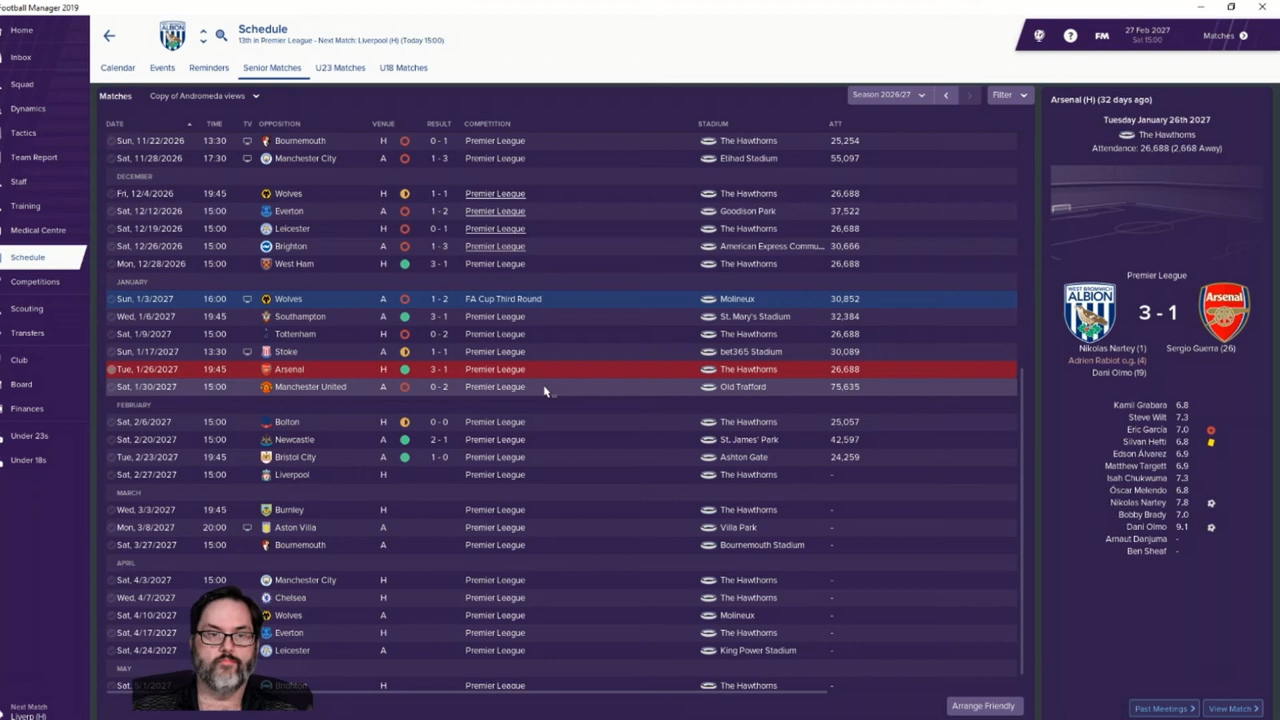 Football Manager 2019
Home
Inbox
Squad
Dynamics
Tactics
Team Report
Staff
Training
Medical Centre
Schedule
Competitions
Scouting
Transfers
Club
Board
Finances
Under 23s
Under 18s
Next Match
Liverp (H)
Schedule
13th in Premier League - Next Match: Liverpool (H) (Today 15:00)
FM
27 Feb 2027
Sat 15:00
Matches
Calendar Events Reminders Senior Matches U23 Matches U18 Matches
Matches Copy of Andromeda views
Season 2026/27 Filter
DATE TIME TV OPPOSITION VENUE RESULT COMPETITION STADIUM ATT
Sun, 11/22/2026 13:30 Bournemouth H 0 - 1 Premier League The Hawthorns 25,254
Sat, 11/28/2026 17:30 Manchester City A 1 - 3 Premier League Etihad Stadium 55,097
DECEMBER
Fri, 12/4/2026 19:45 Wolves H 1 - 1 Premier League The Hawthorns 26,688
Sat, 12/12/2026 15:00 Everton A 1 - 2 Premier League Goodison Park 37,522
Sat, 12/19/2026 15:00 Leicester H 0 - 1 Premier League The Hawthorns 26,688
Sat, 12/26/2026 15:00 Brighton A 1 - 3 Premier League American Express Commu... 30,666
Mon, 12/28/2026 15:00 West Ham H 3 - 1 Premier League The Hawthorns 26,688
JANUARY
Sun, 1/3/2027 16:00 Wolves A 1 - 2 FA Cup Third Round Molineux 30,852
Wed, 1/6/2027 19:45 Southampton A 3 - 1 Premier League St. Mary's Stadium 32,384
Sat, 1/9/2027 15:00 Tottenham H 0 - 2 Premier League The Hawthorns 26,688
Sun, 1/17/2027 13:30 Stoke A 1 - 1 Premier League bet365 Stadium 30,089
Tue, 1/26/2027 19:45 Arsenal H 3 - 1 Premier League The Hawthorns 26,688
Sat, 1/30/2027 15:00 Manchester United A 0 - 2 Premier League Old Trafford 75,635
FEBRUARY
Sat, 2/6/2027 15:00 Bolton H 0 - 0 Premier League The Hawthorns 25,057
Sat, 2/20/2027 15:00 Newcastle A 2 - 1 Premier League St. James' Park 42,597
Tue, 2/23/2027 19:45 Bristol City A 1 - 0 Premier League Ashton Gate 24,259
Sat, 2/27/2027 15:00 Liverpool H Premier League The Hawthorns -
MARCH
Wed, 3/3/2027 19:45 Burnley H Premier League The Hawthorns -
Mon, 3/8/2027 20:00 Aston Villa A Premier League Villa Park -
Sat, 3/27/2027 15:00 Bournemouth A Premier League Bournemouth Stadium -
APRIL
Sat, 4/3/2027 15:00 Manchester City H Premier League The Hawthorns -
Wed, 4/7/2027 Chelsea H Premier League The Hawthorns -
Sat, 4/10/2027 Wolves A Premier League Molineux -
Sat, 4/17/2027 Everton H Premier League The Hawthorns -
Sat, 4/24/2027 Leicester A Premier League King Power Stadium -
MAY
Sat, 5/1/2027 Brighton H Premier League The Hawthorns -
Arrange Friendly
Arsenal (H) (32 days ago)
Tuesday January 26th 2027
The Hawthorns
Attendance: 26,688 (2,668 Away)
Premier League
WEST BROMWICH
ALBION
3 - 1
Arsenal
Nikolas Nartey (1)
Adrien Rabiot o.g. (4)
Dani Olmo (19)
Sergio Guerra (26)
Kamil Grabara 6.8
Steve Wilt 7.3
Eric García 7.0
Silvan Hefti 6.8
Edson Álvarez 6.9
Matthew Targett 6.9
Isah Chukwuma 7.3
Óscar Melendo 6.8
Nikolas Nartey 7.8
Bobby Brady 7.0
Dani Olmo 9.1
Arnaut Danjuma -
Ben Sheaf -
Past Meetings > View Match >